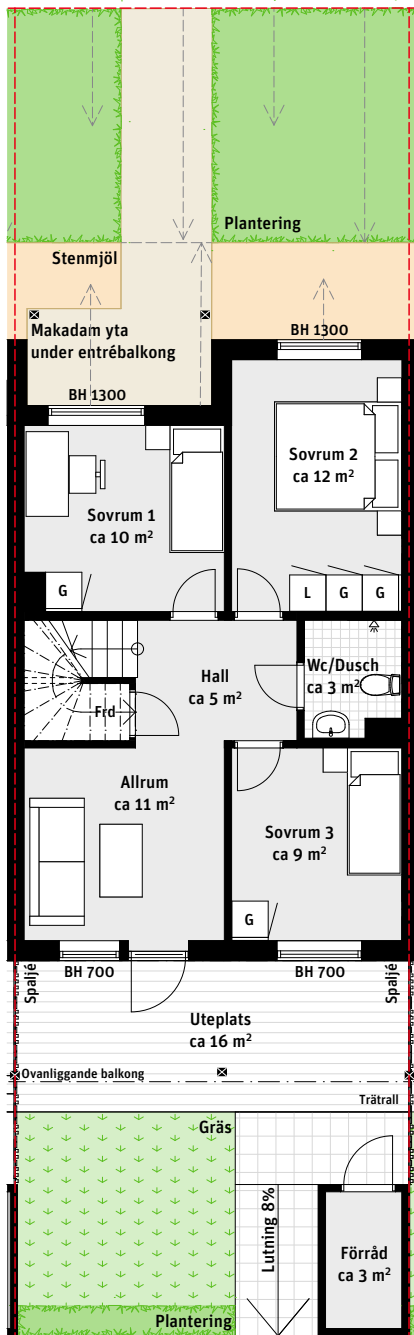 Plantering
Stenmjöl
Makadam yta
under entrébalkong
BH 1300
BH 1300
Sovrum 2
ca 12 m²
Sovrum 1
ca 10 m²
G
L
G
G
Hall
ca 5 m²
Wc/Dusch
ca 3 m²
Frd
Allrum
ca 11 m²
Sovrum 3
ca 9 m²
G
Spaljé
BH 700
BH 700
Spaljé
Uteplats
ca 16 m²
Ovanliggande balkong
Trätrall
Gräs
Lutning 8%
Förråd
ca 3 m²
Plantering